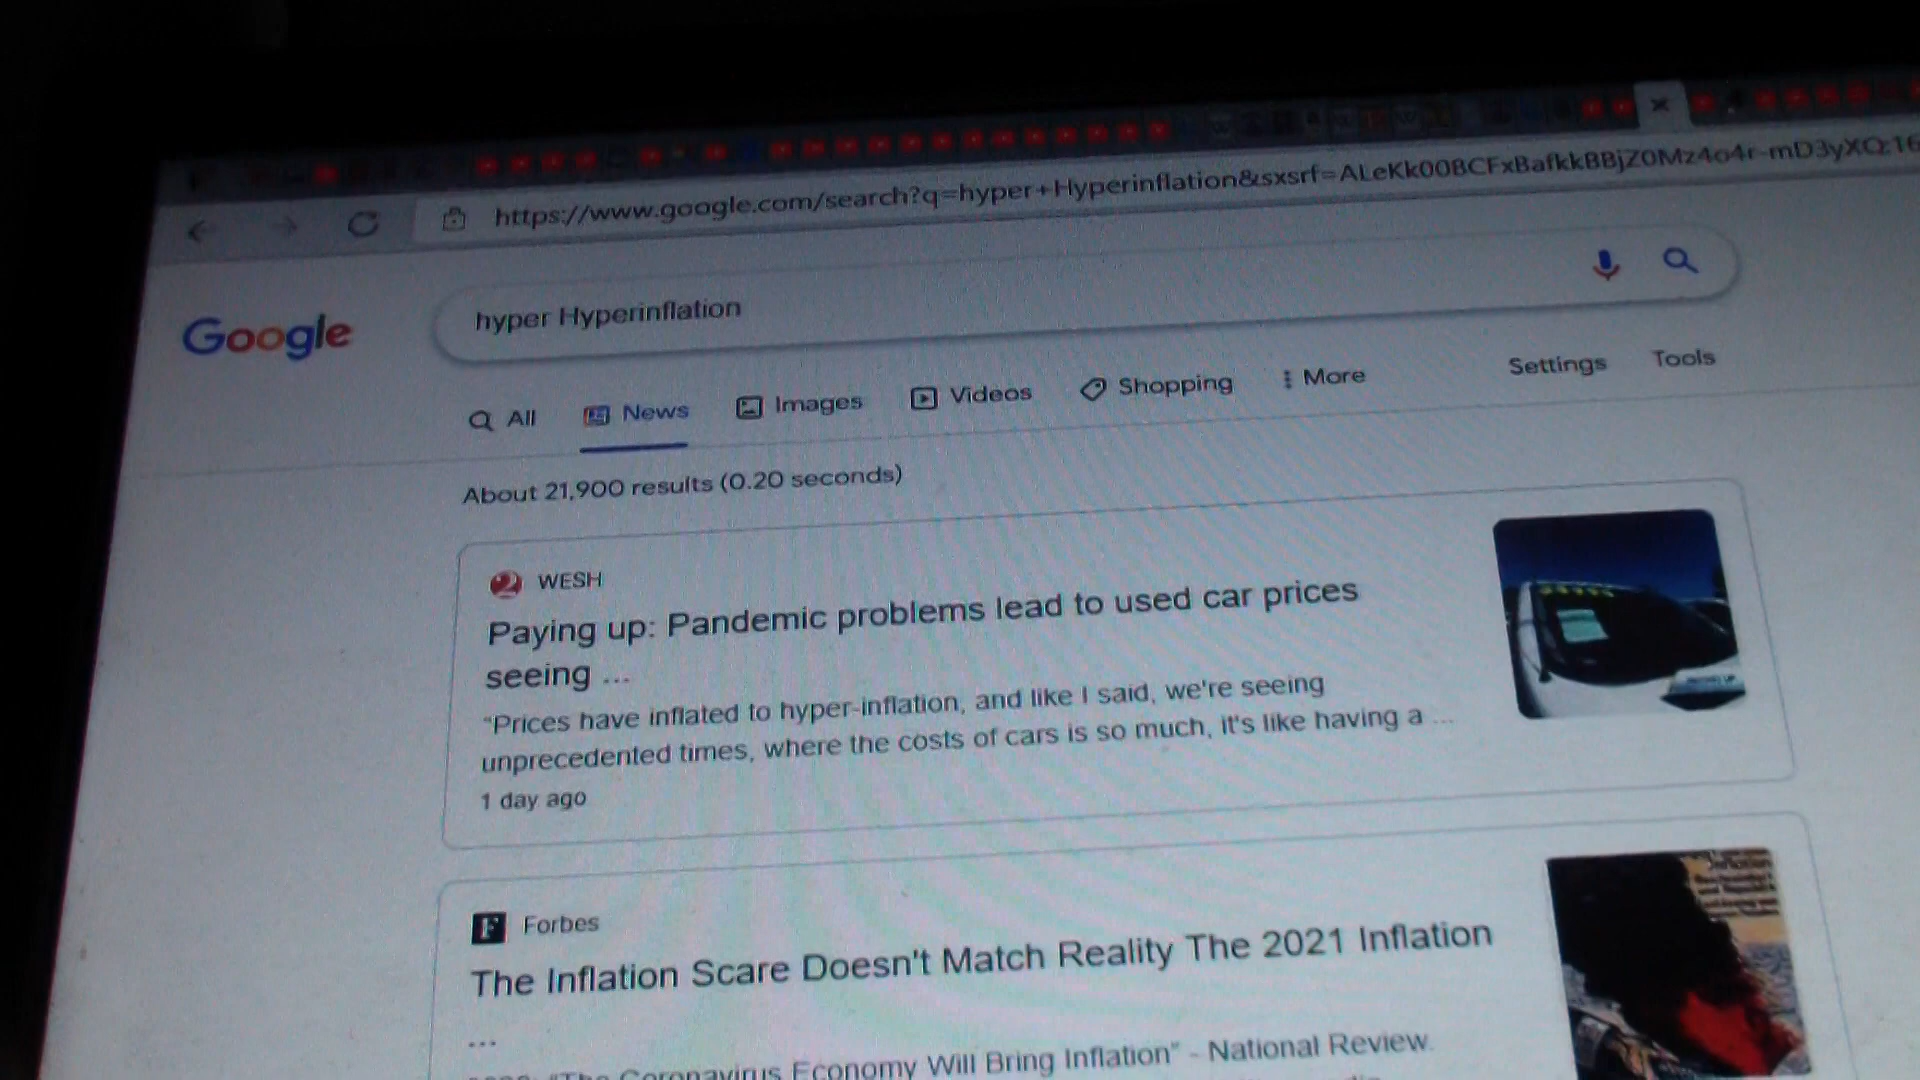 https://www.google.com/search?q=hyper+Hyperinflation&sxsrf=
Google
hyper Hyperinflation
All News Images Videos Shopping More Settings Tools
About 21,900 results (0.20 seconds)
WESH
Paying up: Pandemic problems lead to used car prices
seeing ...
"Prices have inflated to hyper-inflation, and like I said, we're seeing
unprecedented times, where the costs of cars is so much, it's like having a ...
1 day ago
Forbes
The Inflation Scare Doesn't Match Reality The 2021 Inflation
...
"The Coronavirus Economy Will Bring Inflation" - National Review.